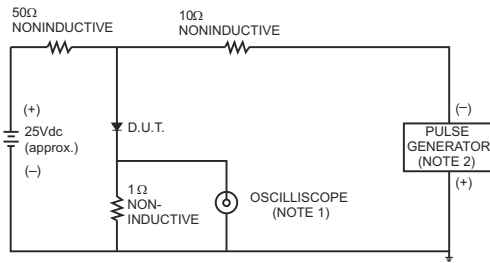 50Ω
NONINDUCTIVE
10Ω
NONINDUCTIVE
(+)
25Vdc
(approx.)
(–)
D.U.T.
1Ω
NON-
INDUCTIVE
OSCILLISCOPE
(NOTE 1)
(–)
PULSE
GENERATOR
(NOTE 2)
(+)